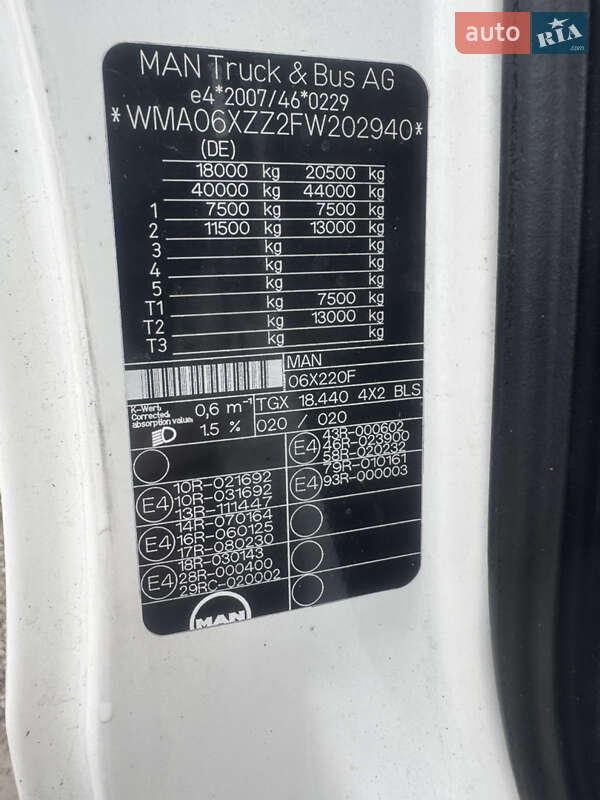 auto RIA.com
MAN Truck & Bus AG
e4*2007/46*0229
*WMA06XZZ2FW202940*
(DE)
18000 kg 20500 kg
40000 kg 44000 kg
1 7500 kg 7500 kg
2 11500 kg 13000 kg
3 kg kg
4 kg kg
5 kg kg
T1 kg 7500 kg
T2 kg 13000 kg
T3 kg kg
MAN
06X220F
K-Wert, Corrected absorption value, 0,6 m⁻¹ TGX 18.440 4X2 BLS
1.5 % 020 / 020
E4 43R-000602
46R-023900
58R-020232
E4 79R-010161
93R-000003
E4 10R-021692
10R-031692
13R-111447
E4 14R-070164
16R-060125
17R-080230
E4 18R-030143
28R-000400
29RC-020002
MAN